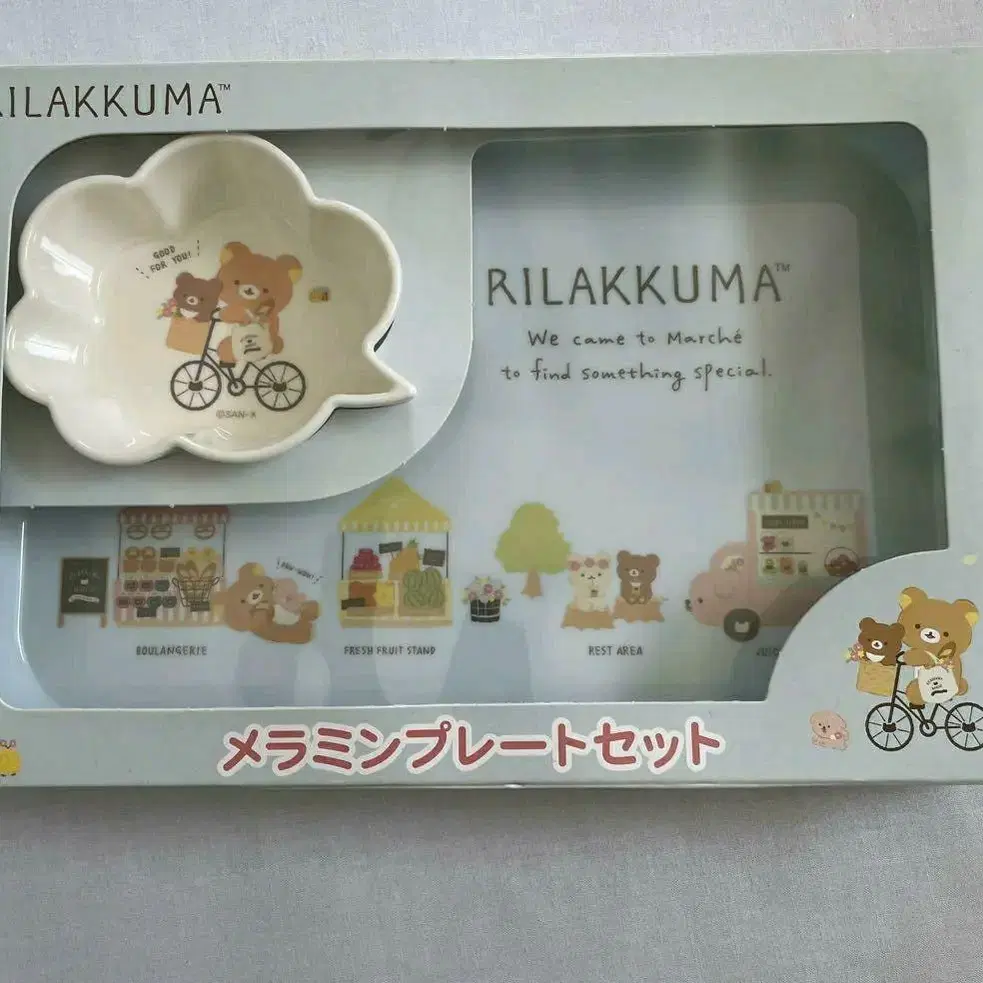 RILAKKUMA™
GOOD
FOR YOU!
©SAN-X
RILAKKUMA™
We came to Marché
to find something special.
BOULANGERIE
FRESH FRUIT STAND
REST AREA
メラミンプレートセット